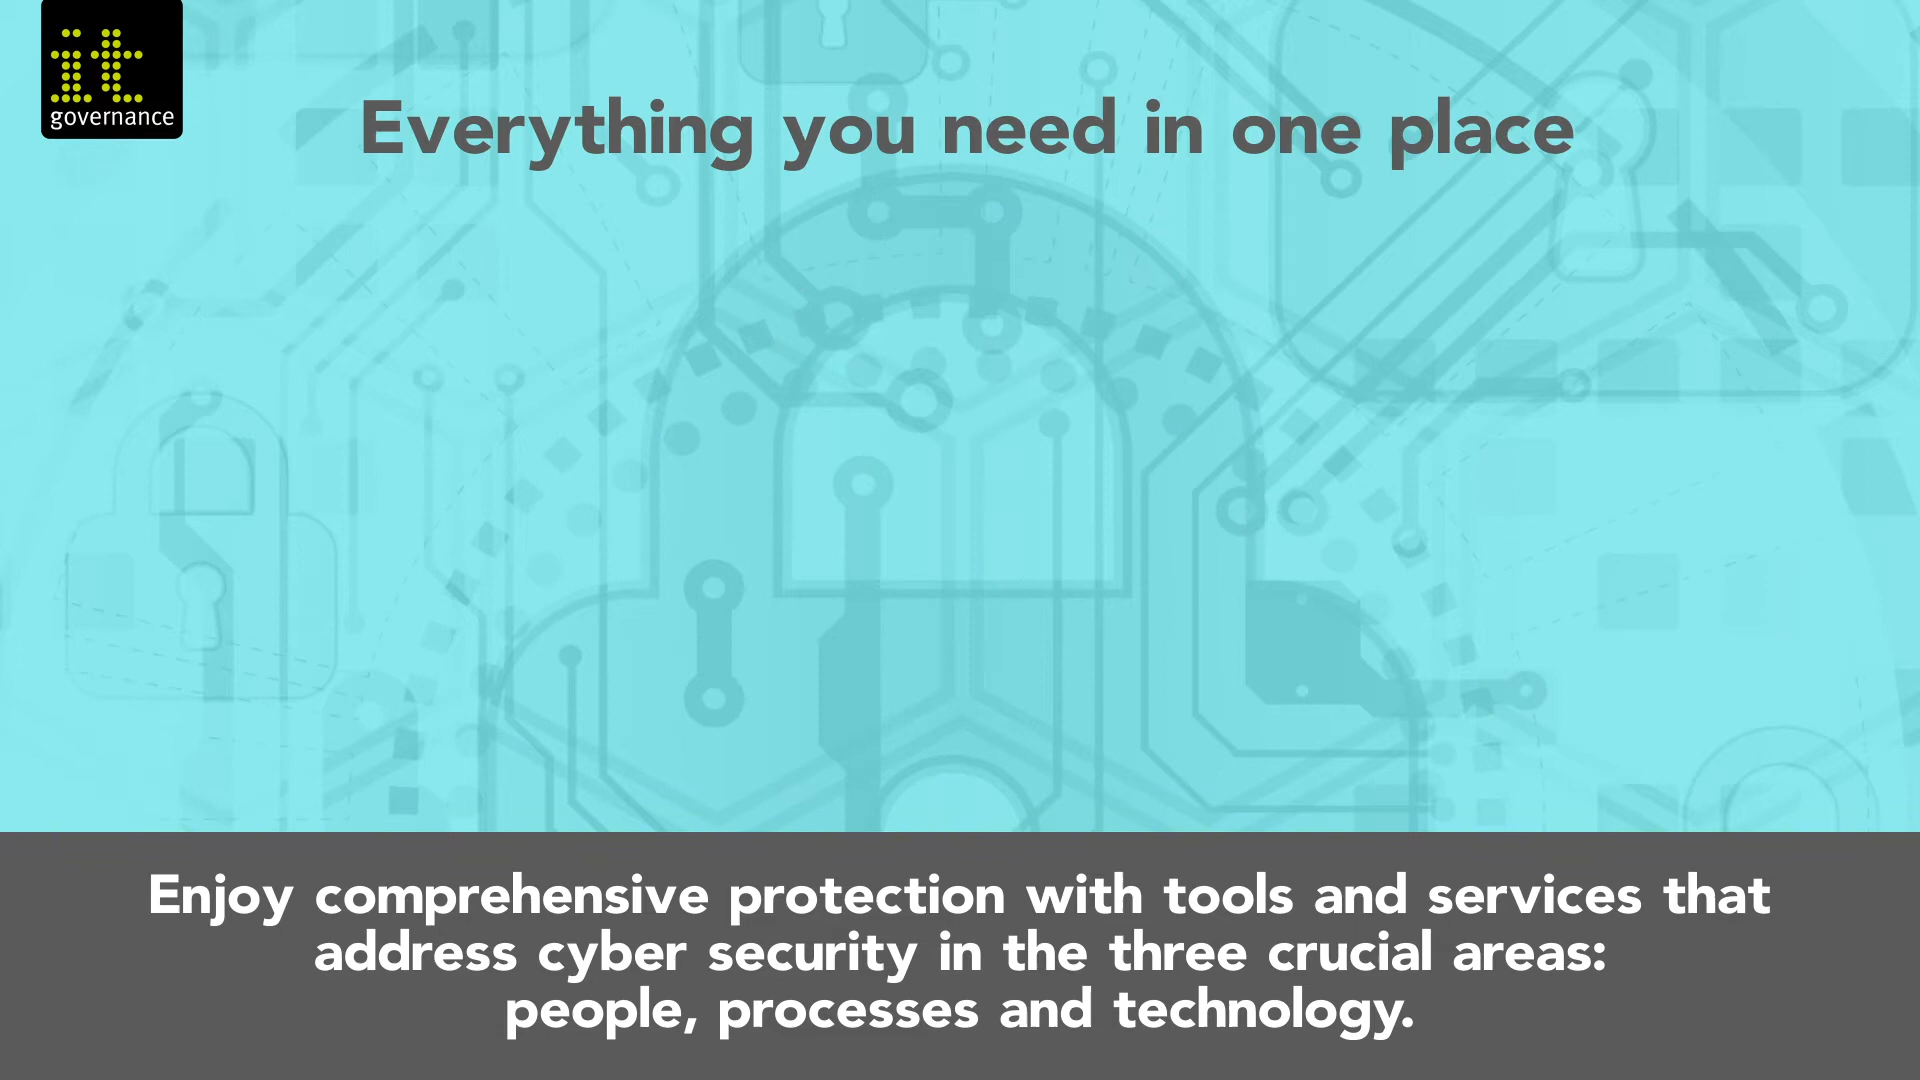 it
governance
Everything you need in one place
Enjoy comprehensive protection with tools and services that
address cyber security in the three crucial areas:
people, processes and technology.